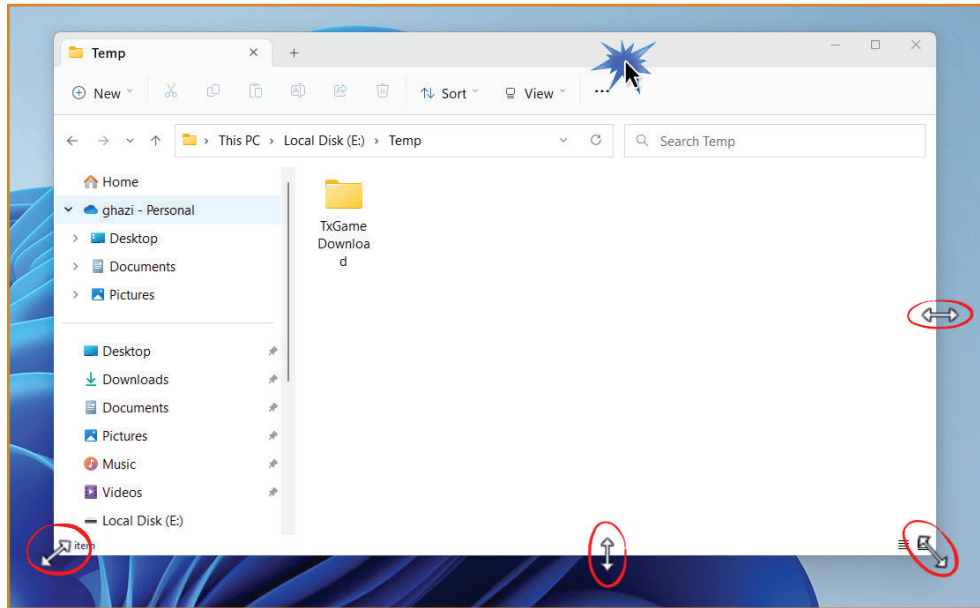 Temp
New
Sort
View
This PC
Local Disk (E:)
Temp
Search Temp
Home
ghazi - Personal
Desktop
Documents
Pictures
TxGame
Downloa
d
Desktop
Downloads
Documents
Pictures
Music
Videos
Local Disk (E:)
item